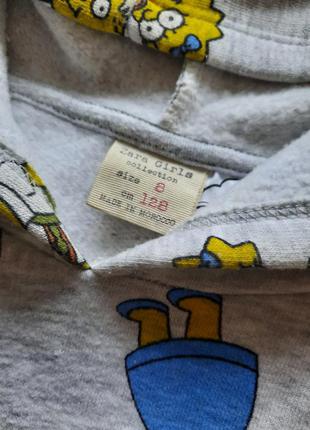 Zara Girls
collection
size 8
cm 128
MADE IN MOROCCO